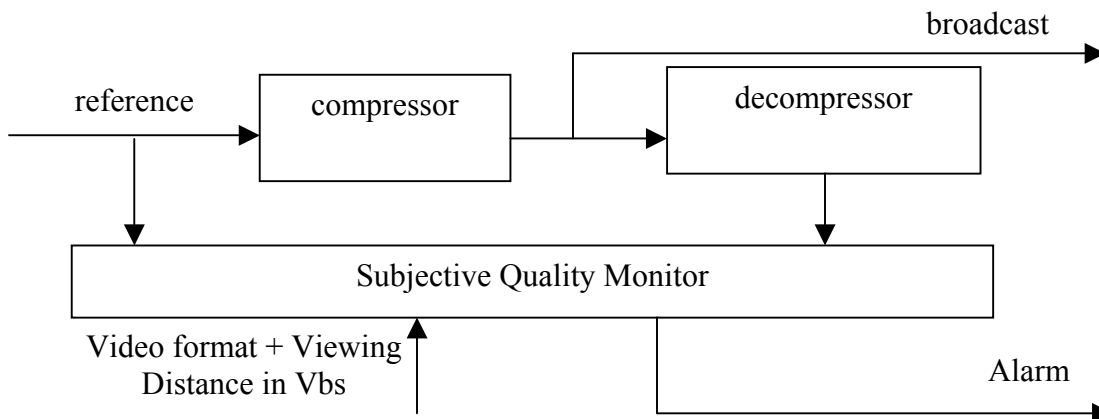 broadcast
reference
compressor
decompressor
Subjective Quality Monitor
Video format + Viewing
Distance in Vbs
Alarm